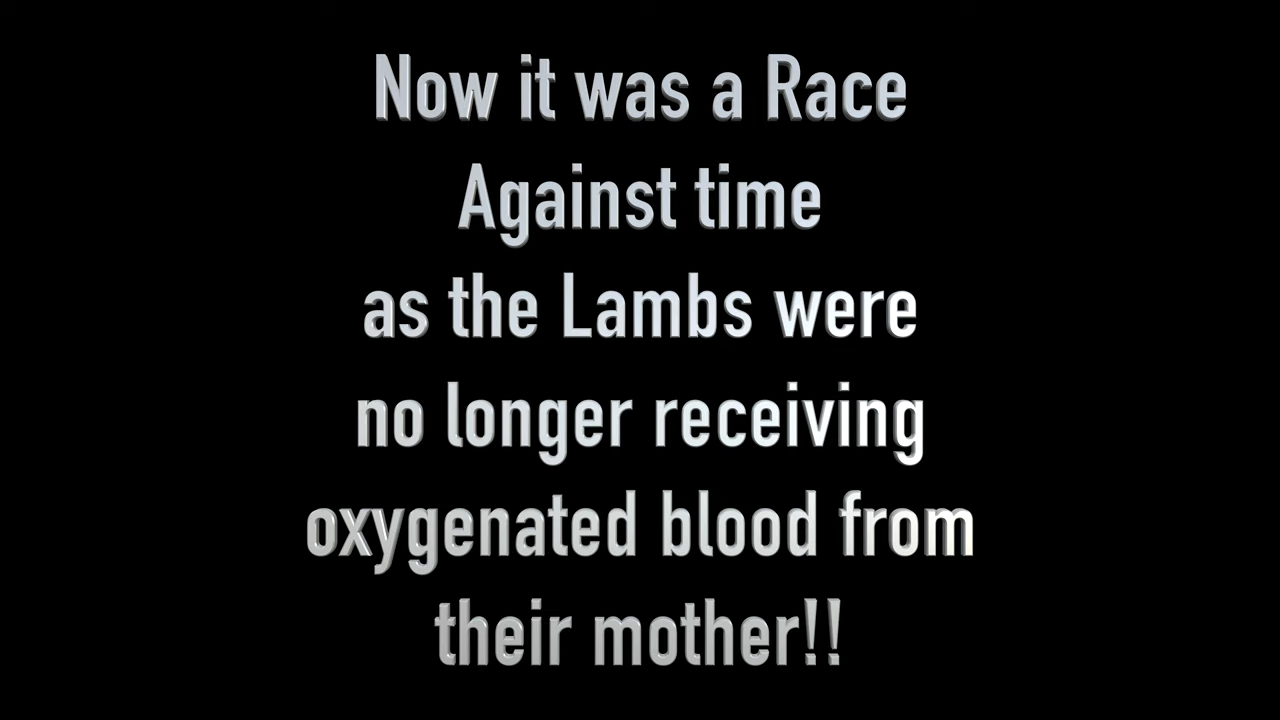 Now it was a Race
Against time
as the Lambs were
no longer receiving
oxygenated blood from
their mother!!